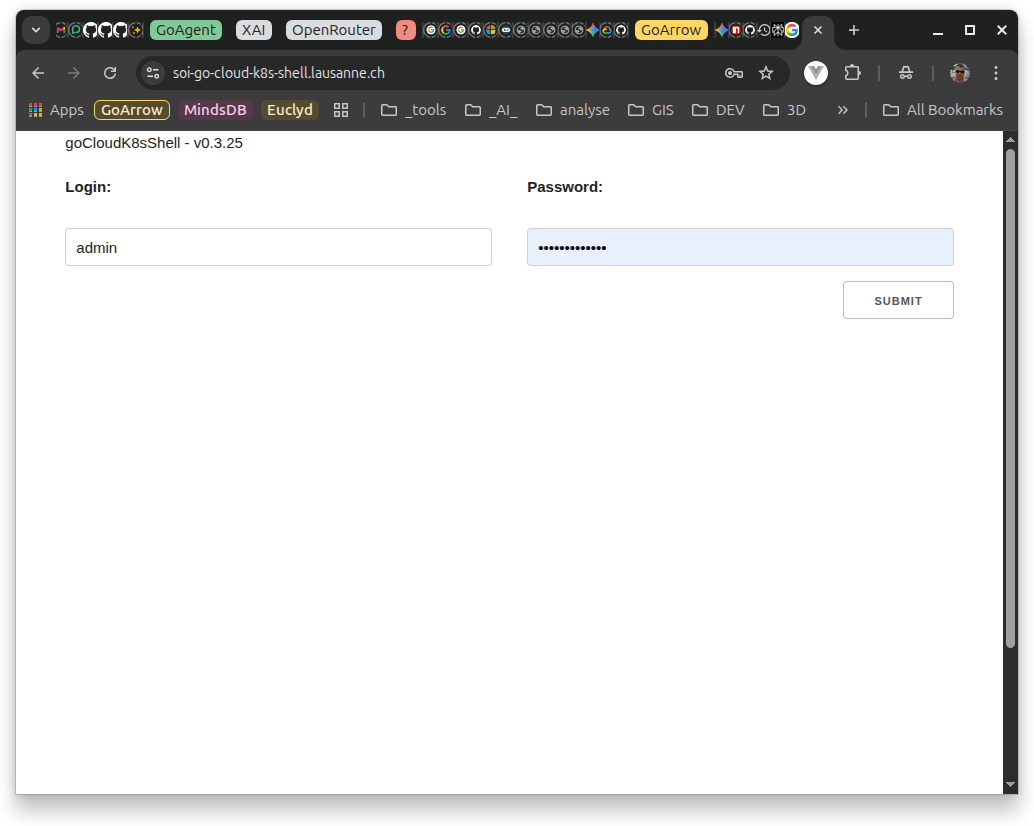 GoAgent XAI OpenRouter ? GoArrow
soi-go-cloud-k8s-shell.lausanne.ch
Apps GoArrow MindsDB Euclyd _tools _AI_ analyse GIS DEV 3D » All Bookmarks
goCloudK8sShell - v0.3.25
Login: Password:
admin •••••••••••••
SUBMIT